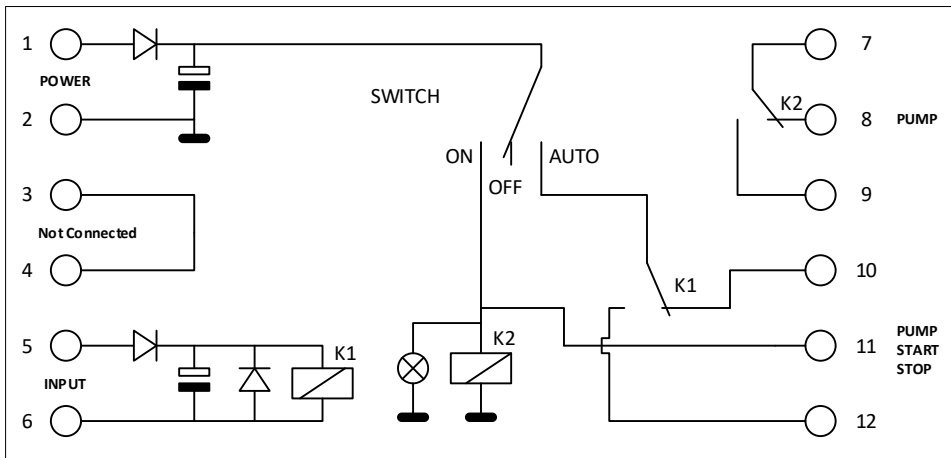 1
POWER
2
3
Not Connected
4
5
INPUT
6
SWITCH
ON
OFF
AUTO
K1
K2
K1
K2
7
8
PUMP
9
10
11
PUMP
START
STOP
12